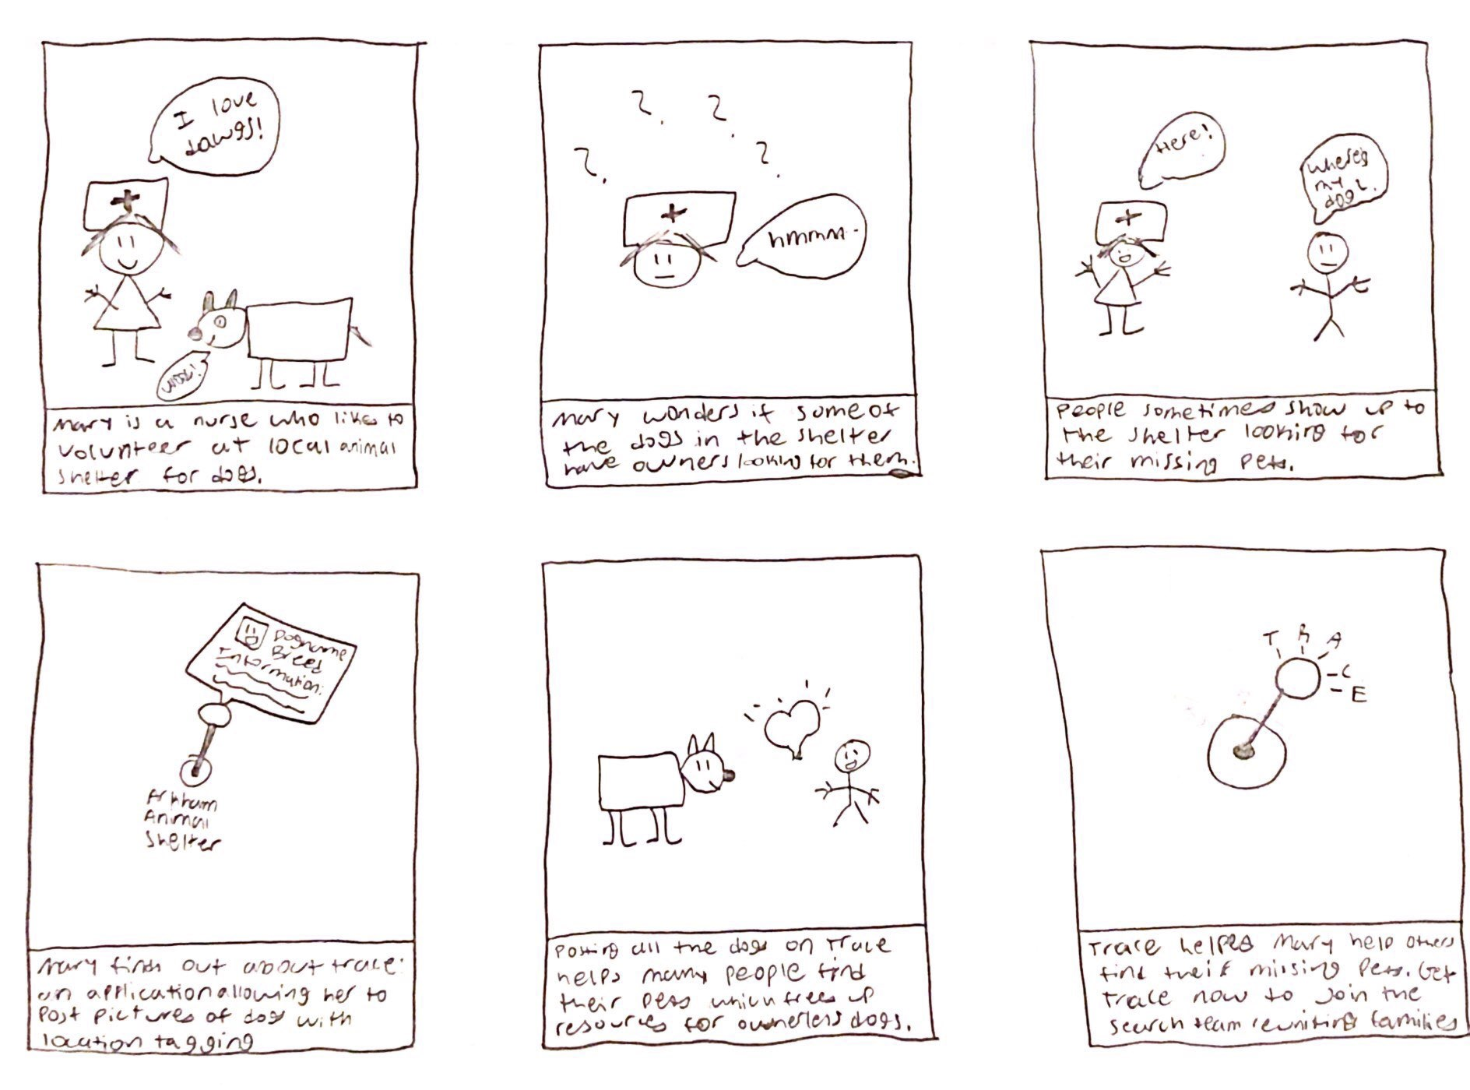 I love
dawgs!
woof!
Mary is a nurse who likes to
volunteer at local animal
shelter for dogs.
? ? ? ?
hmmm..
Mary wonders if some of
the dogs in the shelter
have owners looking for them.
Here!
Where's
my
dog?
People sometimes show up to
the shelter looking for
their missing pets.
Dogname
Breed
Information:
Arkham
Animal
Shelter
Mary finds out about trace:
an application allowing her to
post pictures of dogs with
location tagging
Posting all the dogs on Trace
helps many people find
their pets which frees up
resources for ownerless dogs.
T R A C E
Trace helps Mary help others
find their missing pets. Get
Trace now to join the
search team reuniting families